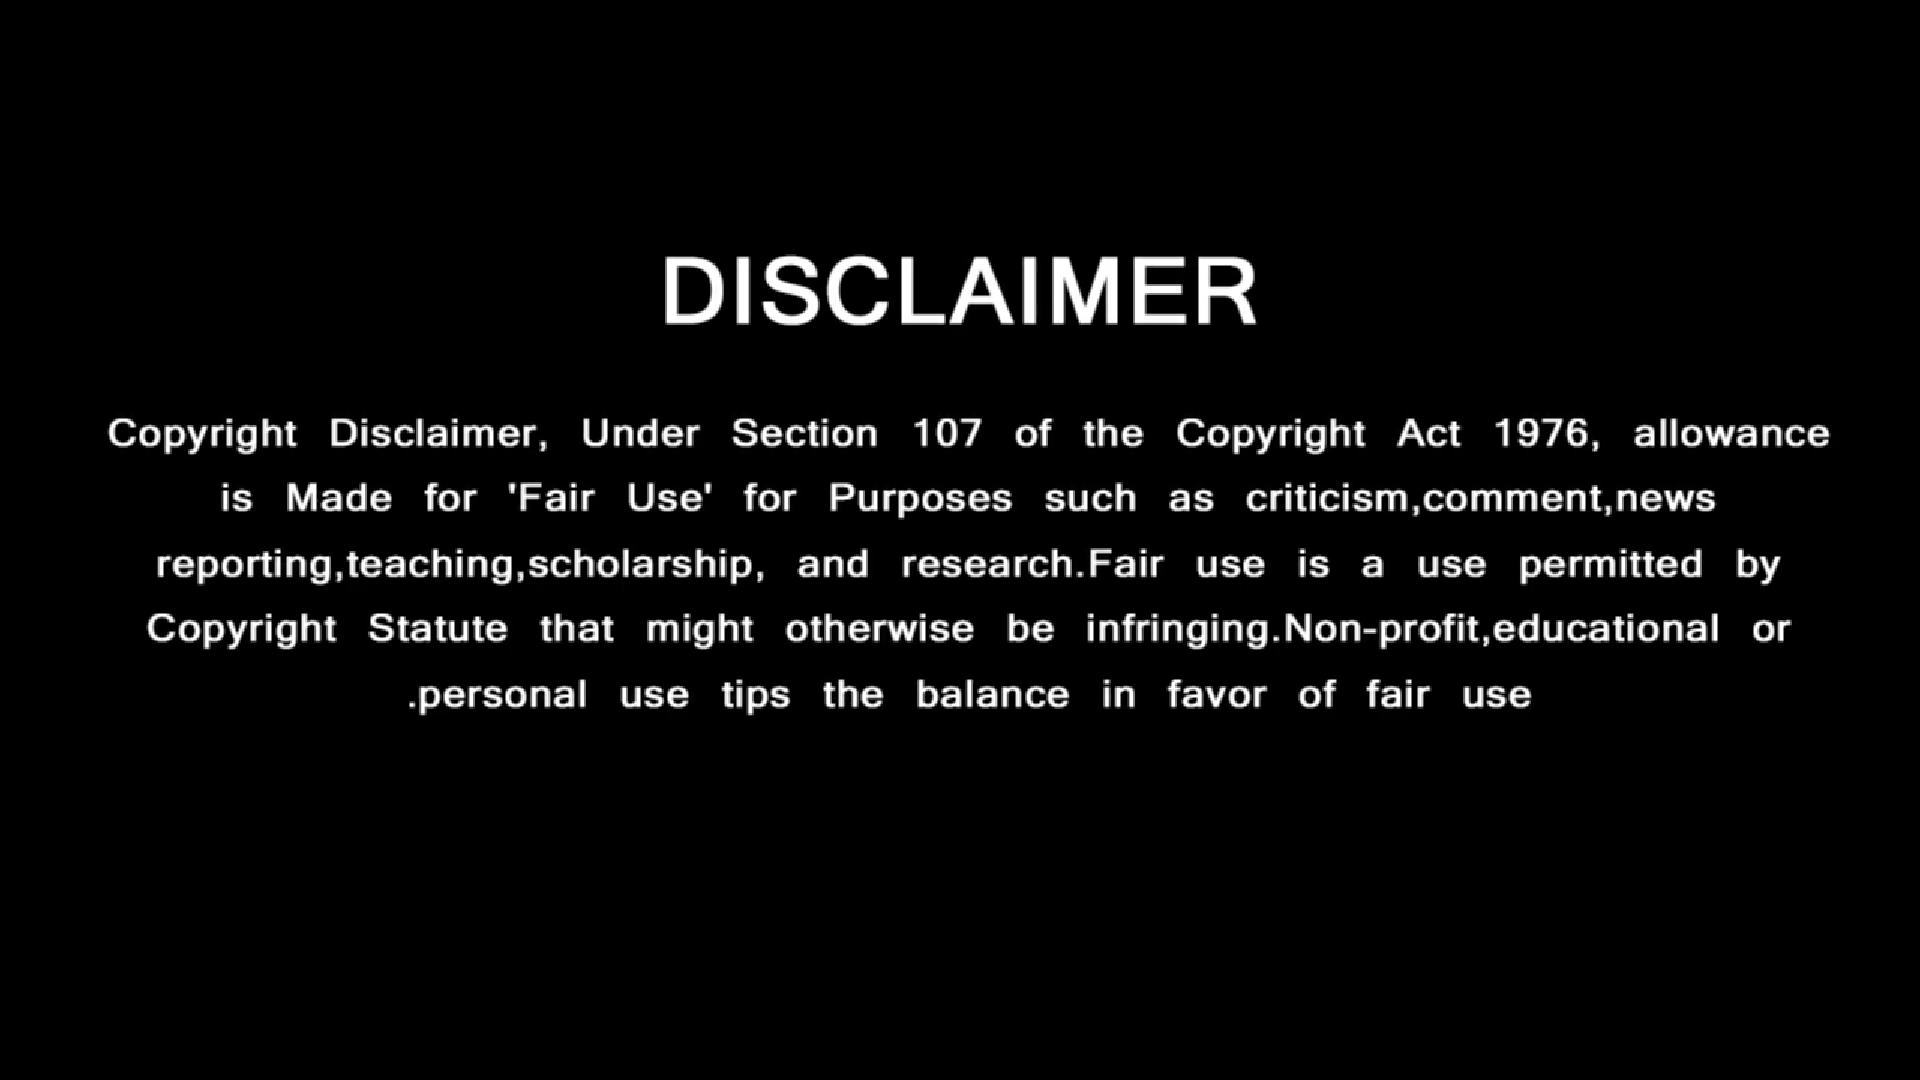 DISCLAIMER
Copyright Disclaimer, Under Section 107 of the Copyright Act 1976, allowance
is Made for 'Fair Use' for Purposes such as criticism,comment,news
reporting,teaching,scholarship, and research.Fair use is a use permitted by
Copyright Statute that might otherwise be infringing.Non-profit,educational or
.personal use tips the balance in favor of fair use